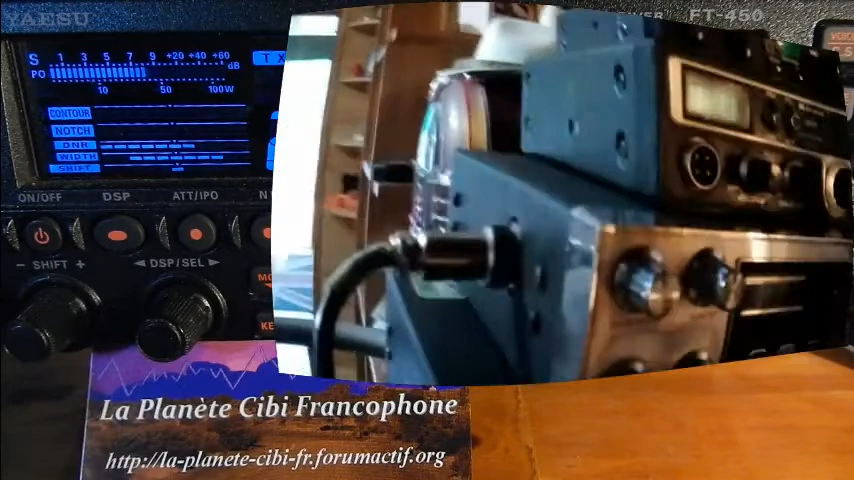 YAESU
FT-450
S 1 3 5 7 9 +20 +40 +60 dB
PO 10 50 100W
TX
CONTOUR
NOTCH
DNR
WIDTH
SHIFT
ON/OFF DSP ATT/IPO
- SHIFT + ◄ DSP/SEL ►
La Planète Cibi Francophone
http://la-planete-cibi-fr.forumactif.org